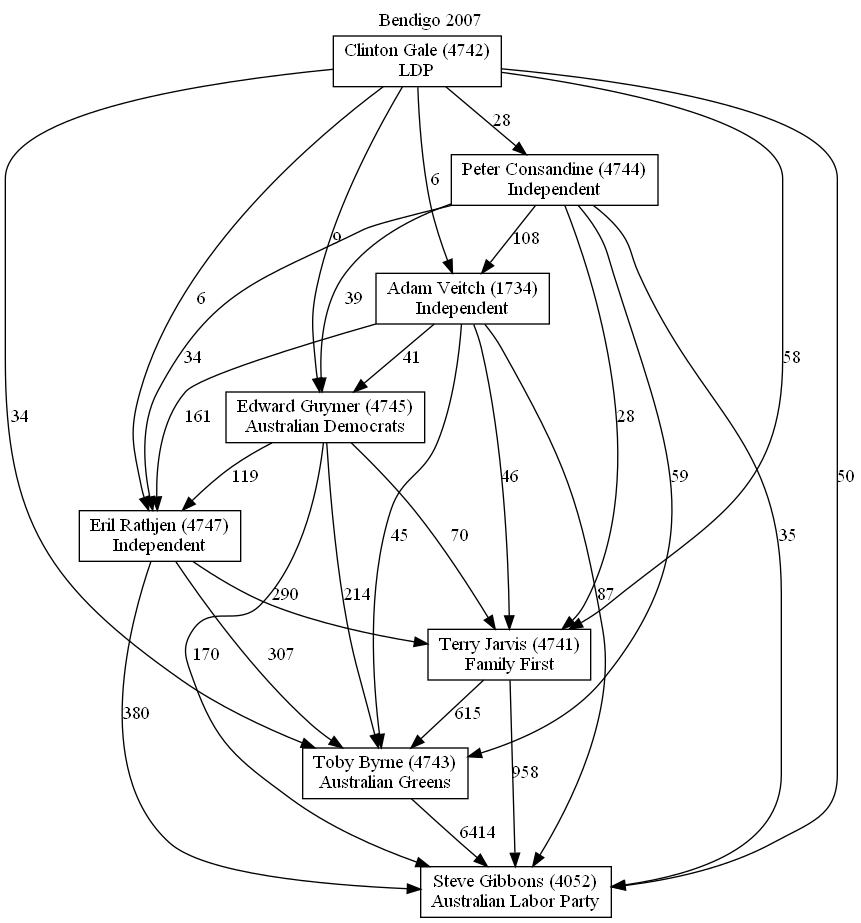 Bendigo 2007
Clinton Gale (4742)
LDP
28
Peter Consandine (4744)
Independent
6
9
108
Adam Veitch (1734)
Independent
6
39
34
161
41
58
Edward Guymer (4745)
Australian Democrats
34
28
119
46
59
50
Eril Rathjen (4747)
Independent
45
70
35
290
214
87
Terry Jarvis (4741)
Family First
170
307
380
615
Toby Byrne (4743)
Australian Greens
958
6414
Steve Gibbons (4052)
Australian Labor Party